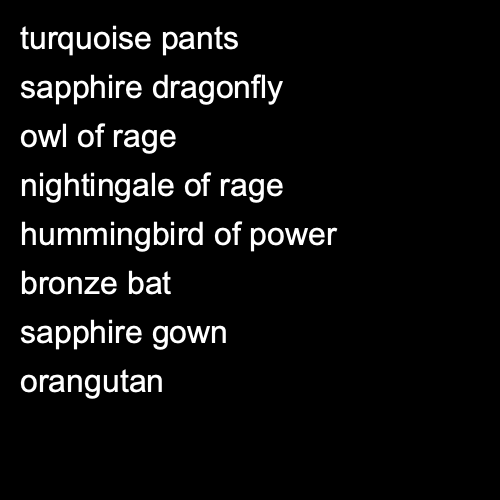 turquoise pants
sapphire dragonfly
owl of rage
nightingale of rage
hummingbird of power
bronze bat
sapphire gown
orangutan